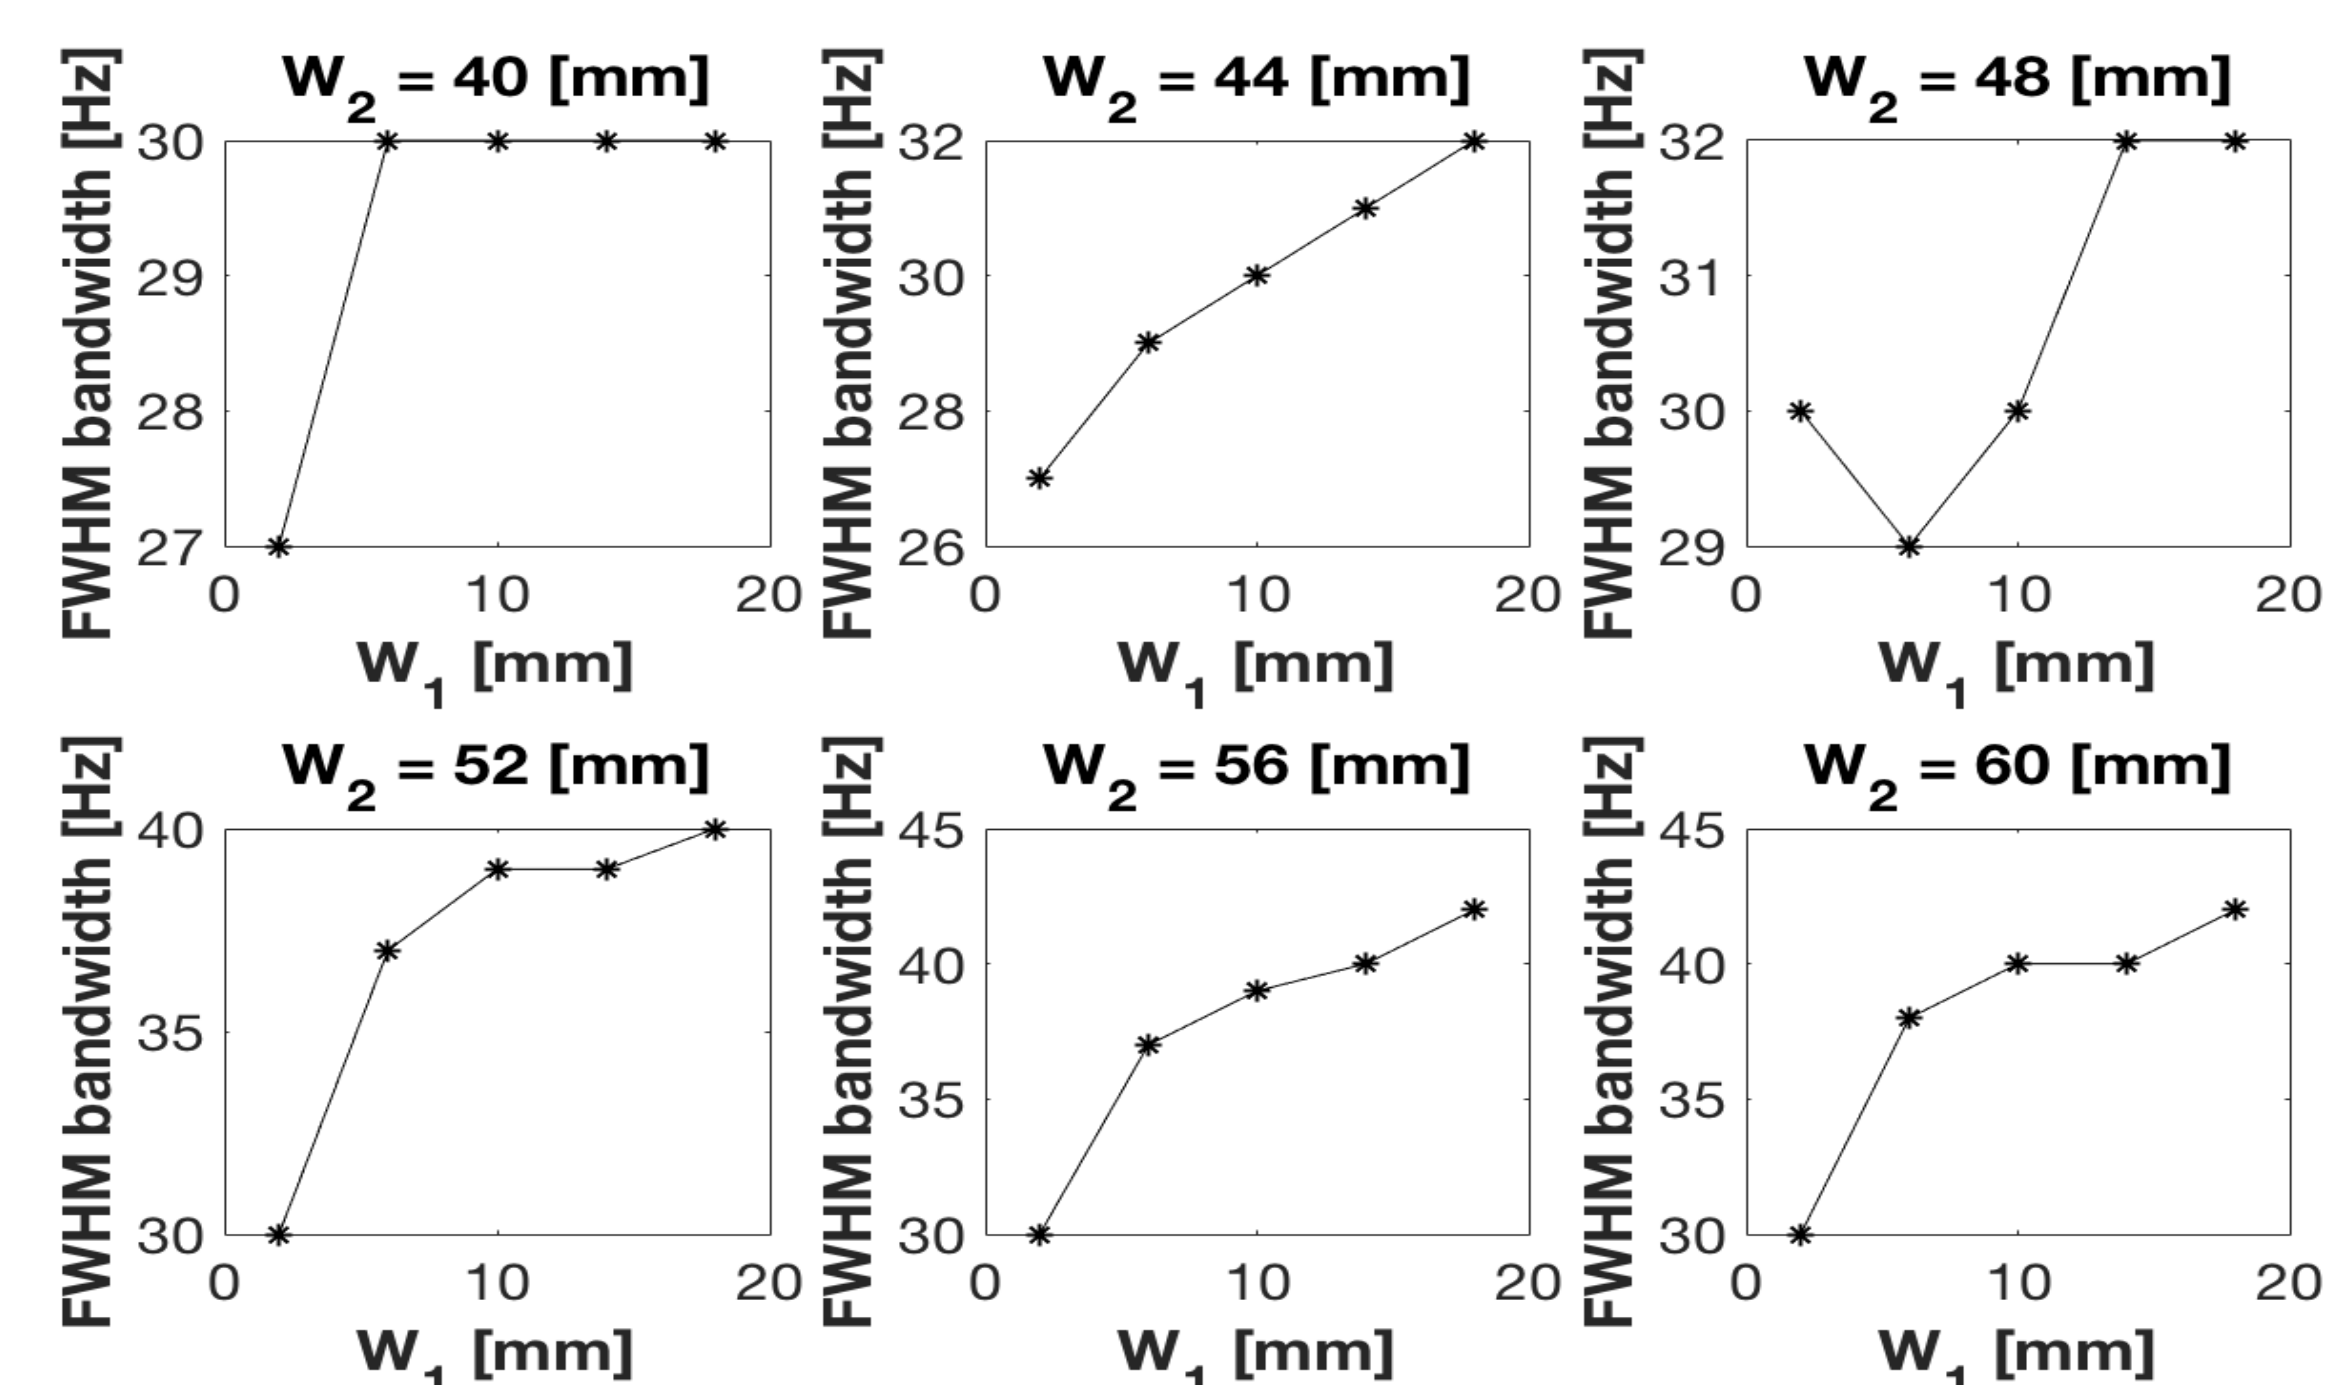 W2 = 40 [mm]
FWHM bandwidth [Hz]
30
29
28
27
0 10 20
W1 [mm]
W2 = 44 [mm]
FWHM bandwidth [Hz]
32
30
28
26
0 10 20
W1 [mm]
W2 = 48 [mm]
FWHM bandwidth [Hz]
32
31
30
29
0 10 20
W1 [mm]
W2 = 52 [mm]
FWHM bandwidth [Hz]
40
35
30
0 10 20
W1 [mm]
W2 = 56 [mm]
FWHM bandwidth [Hz]
45
40
35
30
0 10 20
W1 [mm]
W2 = 60 [mm]
FWHM bandwidth [Hz]
45
40
35
30
0 10 20
W1 [mm]